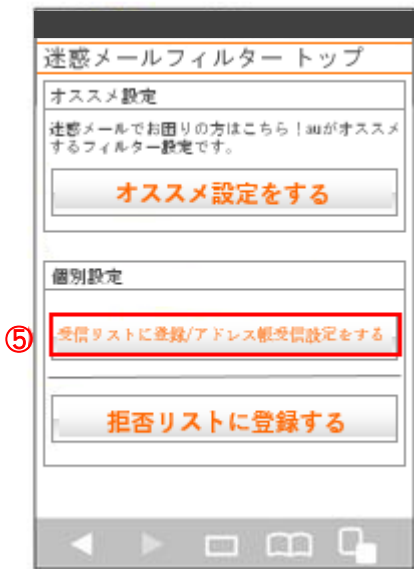 迷惑メールフィルター トップ
オススメ設定
迷惑メールでお困りの方はこちら！auがオススメ
するフィルター設定です。
オススメ設定をする
個別設定
⑤
受信リストに登録/アドレス帳受信設定をする
拒否リストに登録する